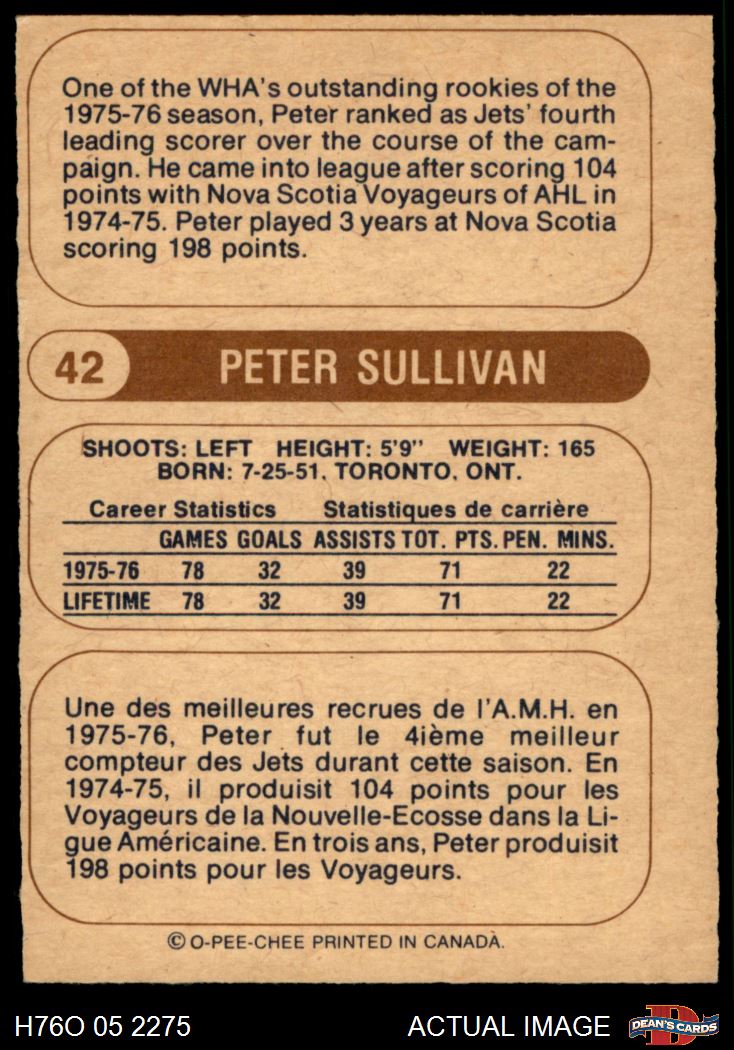 One of the WHA's outstanding rookies of the
1975-76 season, Peter ranked as Jets' fourth
leading scorer over the course of the cam-
paign. He came into league after scoring 104
points with Nova Scotia Voyageurs of AHL in
1974-75. Peter played 3 years at Nova Scotia
scoring 198 points.
42 PETER SULLIVAN
SHOOTS: LEFT HEIGHT: 5'9" WEIGHT: 165
BORN: 7-25-51, TORONTO, ONT.
Career Statistics Statistiques de carrière
GAMES GOALS ASSISTS TOT. PTS. PEN. MINS.
1975-76 78 32 39 71 22
LIFETIME 78 32 39 71 22
Une des meilleures recrues de l'A.M.H. en
1975-76, Peter fut le 4ième meilleur
compteur des Jets durant cette saison. En
1974-75, il produisit 104 points pour les
Voyageurs de la Nouvelle-Ecosse dans la Li-
gue Américaine. En trois ans, Peter produisit
198 points pour les Voyageurs.
© O-PEE-CHEE PRINTED IN CANADA.
H76O 05 2275 ACTUAL IMAGE D DEAN'S CARDS